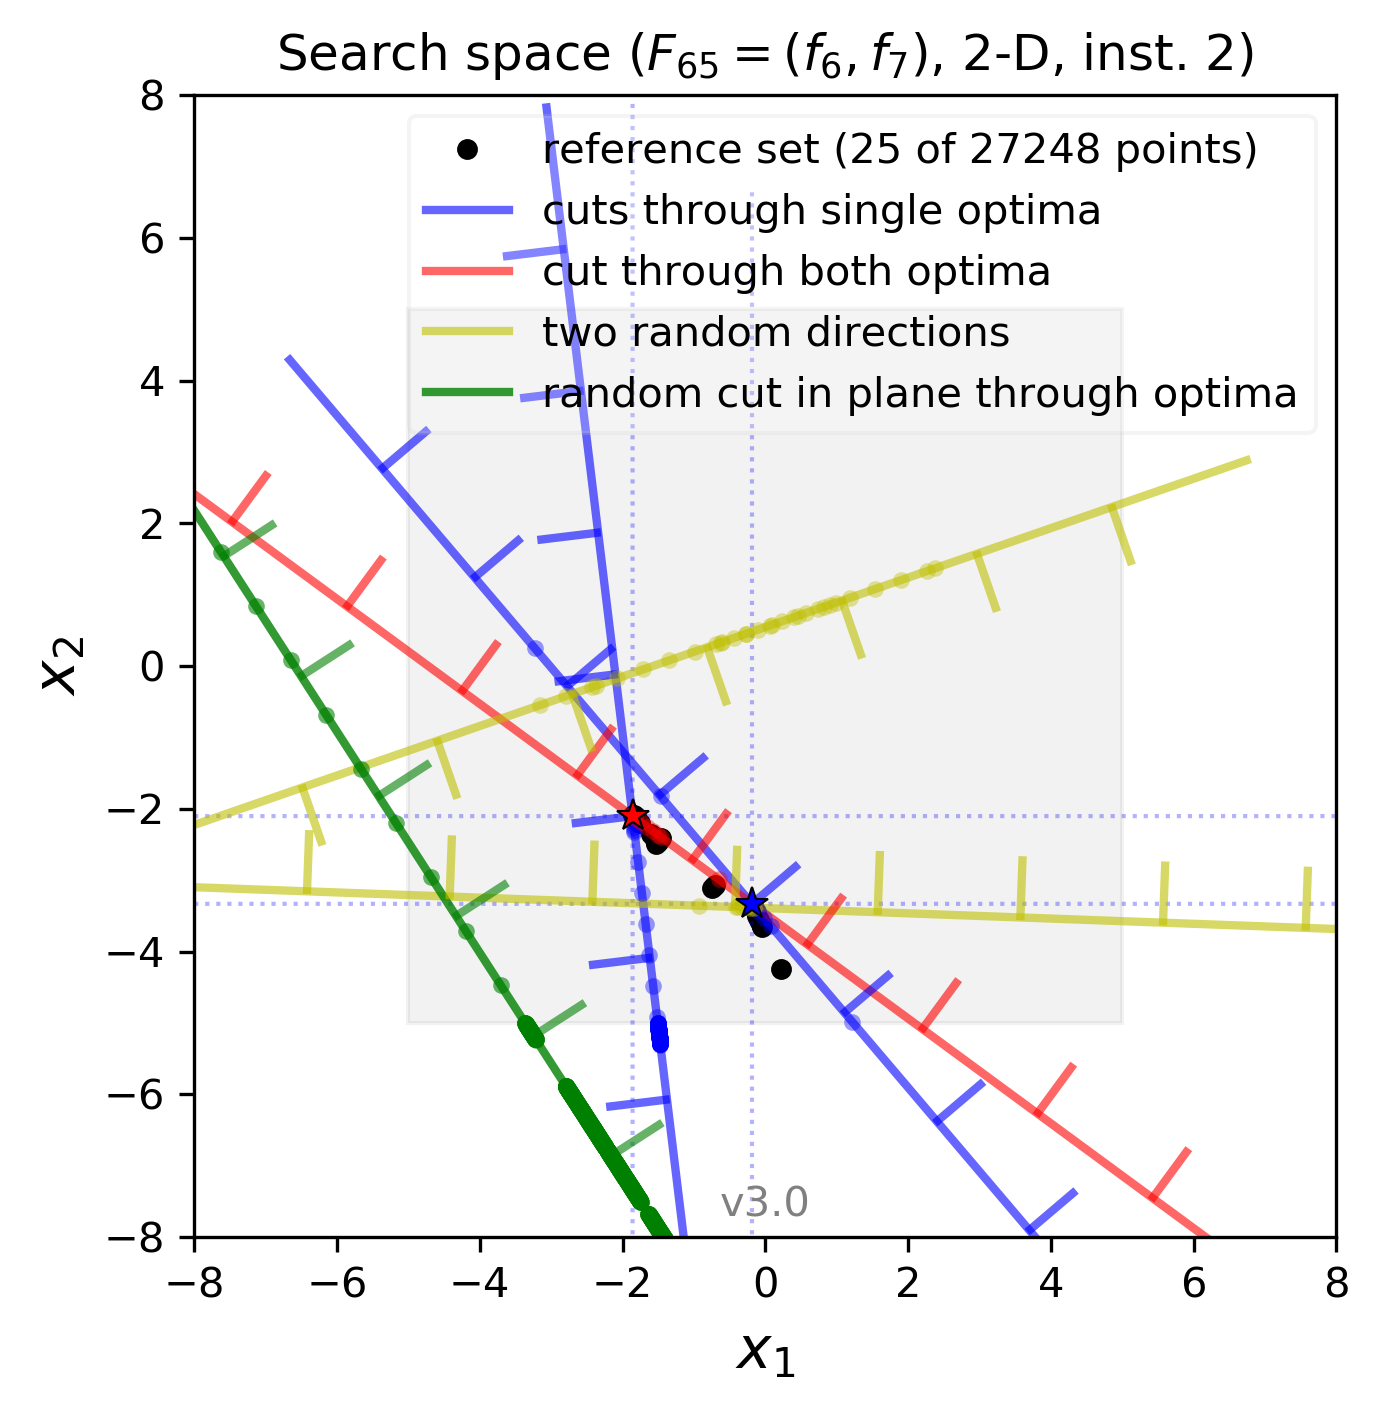 Search space (F₆₅ = (f₆, f₇), 2-D, inst. 2)
8
6
4
2
0
−2
−4
−6
−8
x₂
reference set (25 of 27248 points)
cuts through single optima
cut through both optima
two random directions
random cut in plane through optima
v3.0
−8 −6 −4 −2 0 2 4 6 8
x₁